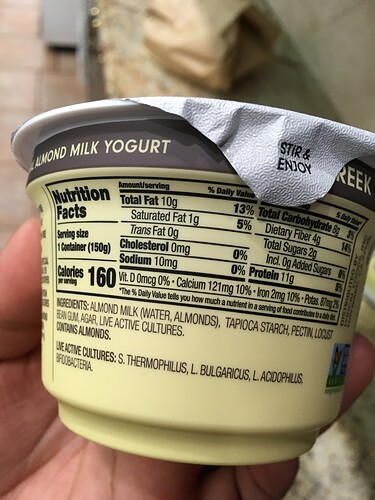 ALMOND MILK YOGURT
STIR &
ENJOY
REEK
Nutrition
Facts
Serving size
1 Container (150g)
Calories
per serving
160
Amount/serving
% Daily Value
Total Fat 10g 13%
Saturated Fat 1g 5%
Trans Fat 0g
Cholesterol 0mg 0%
Sodium 10mg 0%
Total Carbohydrate 8g
Dietary Fiber 4g 14%
Total Sugars 2g
Incl. 0g Added Sugars
Protein 11g
Vit. D 0mcg 0% • Calcium 121mg 10% • Iron 2mg 10% • Potas.
*The % Daily Value tells you how much a nutrient in a serving of food contributes to a
INGREDIENTS: ALMOND MILK (WATER, ALMONDS), TAPIOCA STARCH, PECTIN, LOCUST
BEAN GUM, AGAR, LIVE ACTIVE CULTURES.
CONTAINS ALMONDS.
LIVE ACTIVE CULTURES: S. THERMOPHILUS, L. BULGARICUS, L. ACIDOPHILUS,
BIFIDOBACTERIA.